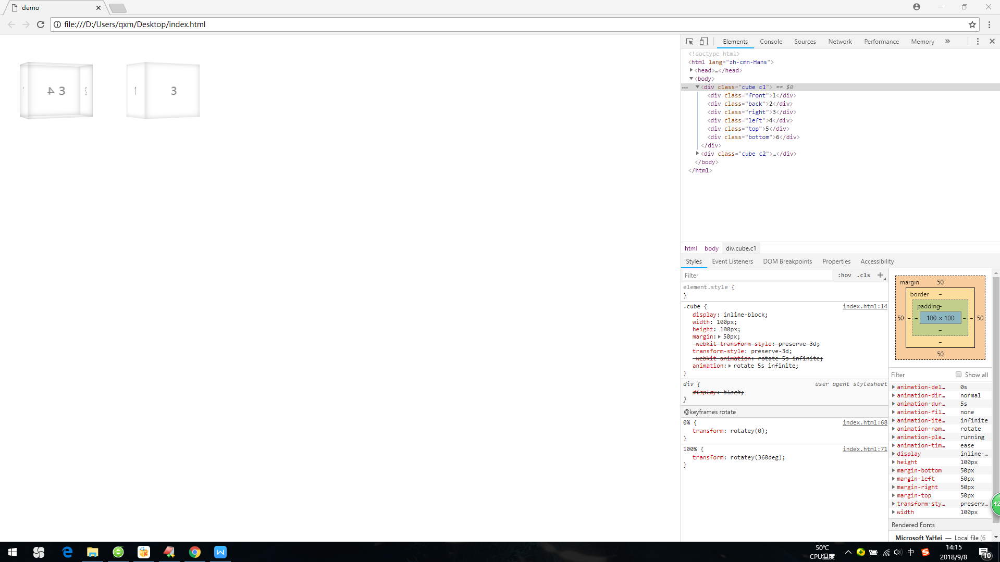 demo
file:///D:/Users/qxm/Desktop/index.html
4 3
1 3
Elements Console Sources Network Performance Memory »
<!doctype html>
<html lang="zh-cmn-Hans">
<head>…</head>
<body>
<div class="cube c1"> == $0
<div class="front">1</div>
<div class="back">2</div>
<div class="right">3</div>
<div class="left">4</div>
<div class="top">5</div>
<div class="bottom">6</div>
</div>
<div class="cube c2">…</div>
</body>
</html>
html body div.cube.c1
Styles Event Listeners DOM Breakpoints Properties Accessibility
Filter :hov .cls +
element.style {
}
.cube { index.html:14
display: inline-block;
width: 100px;
height: 100px;
margin: 50px;
-webkit-transform-style: preserve-3d;
transform-style: preserve-3d;
-webkit-animation: rotate 5s infinite;
animation: rotate 5s infinite;
}
div { user agent stylesheet
display: block;
}
@keyframes rotate
0% { index.html:68
transform: rotatey(0);
}
100% { index.html:71
transform: rotatey(360deg);
}
margin 50
border –
padding –
50 – – 100 × 100 – – 50
–
–
50
Filter Show all
animation-del… 0s
animation-dir… normal
animation-dur… 5s
animation-fil… none
animation-ite… infinite
animation-nam… rotate
animation-pla… running
animation-tim… ease
display inline-…
height 100px
margin-bottom 50px
margin-left 50px
margin-right 50px
margin-top 50px
transform-sty… preserv…
width 100px
42
Rendered Fonts
Microsoft YaHei — Local file (6
50℃
CPU温度
中
14:15
2018/9/8
10